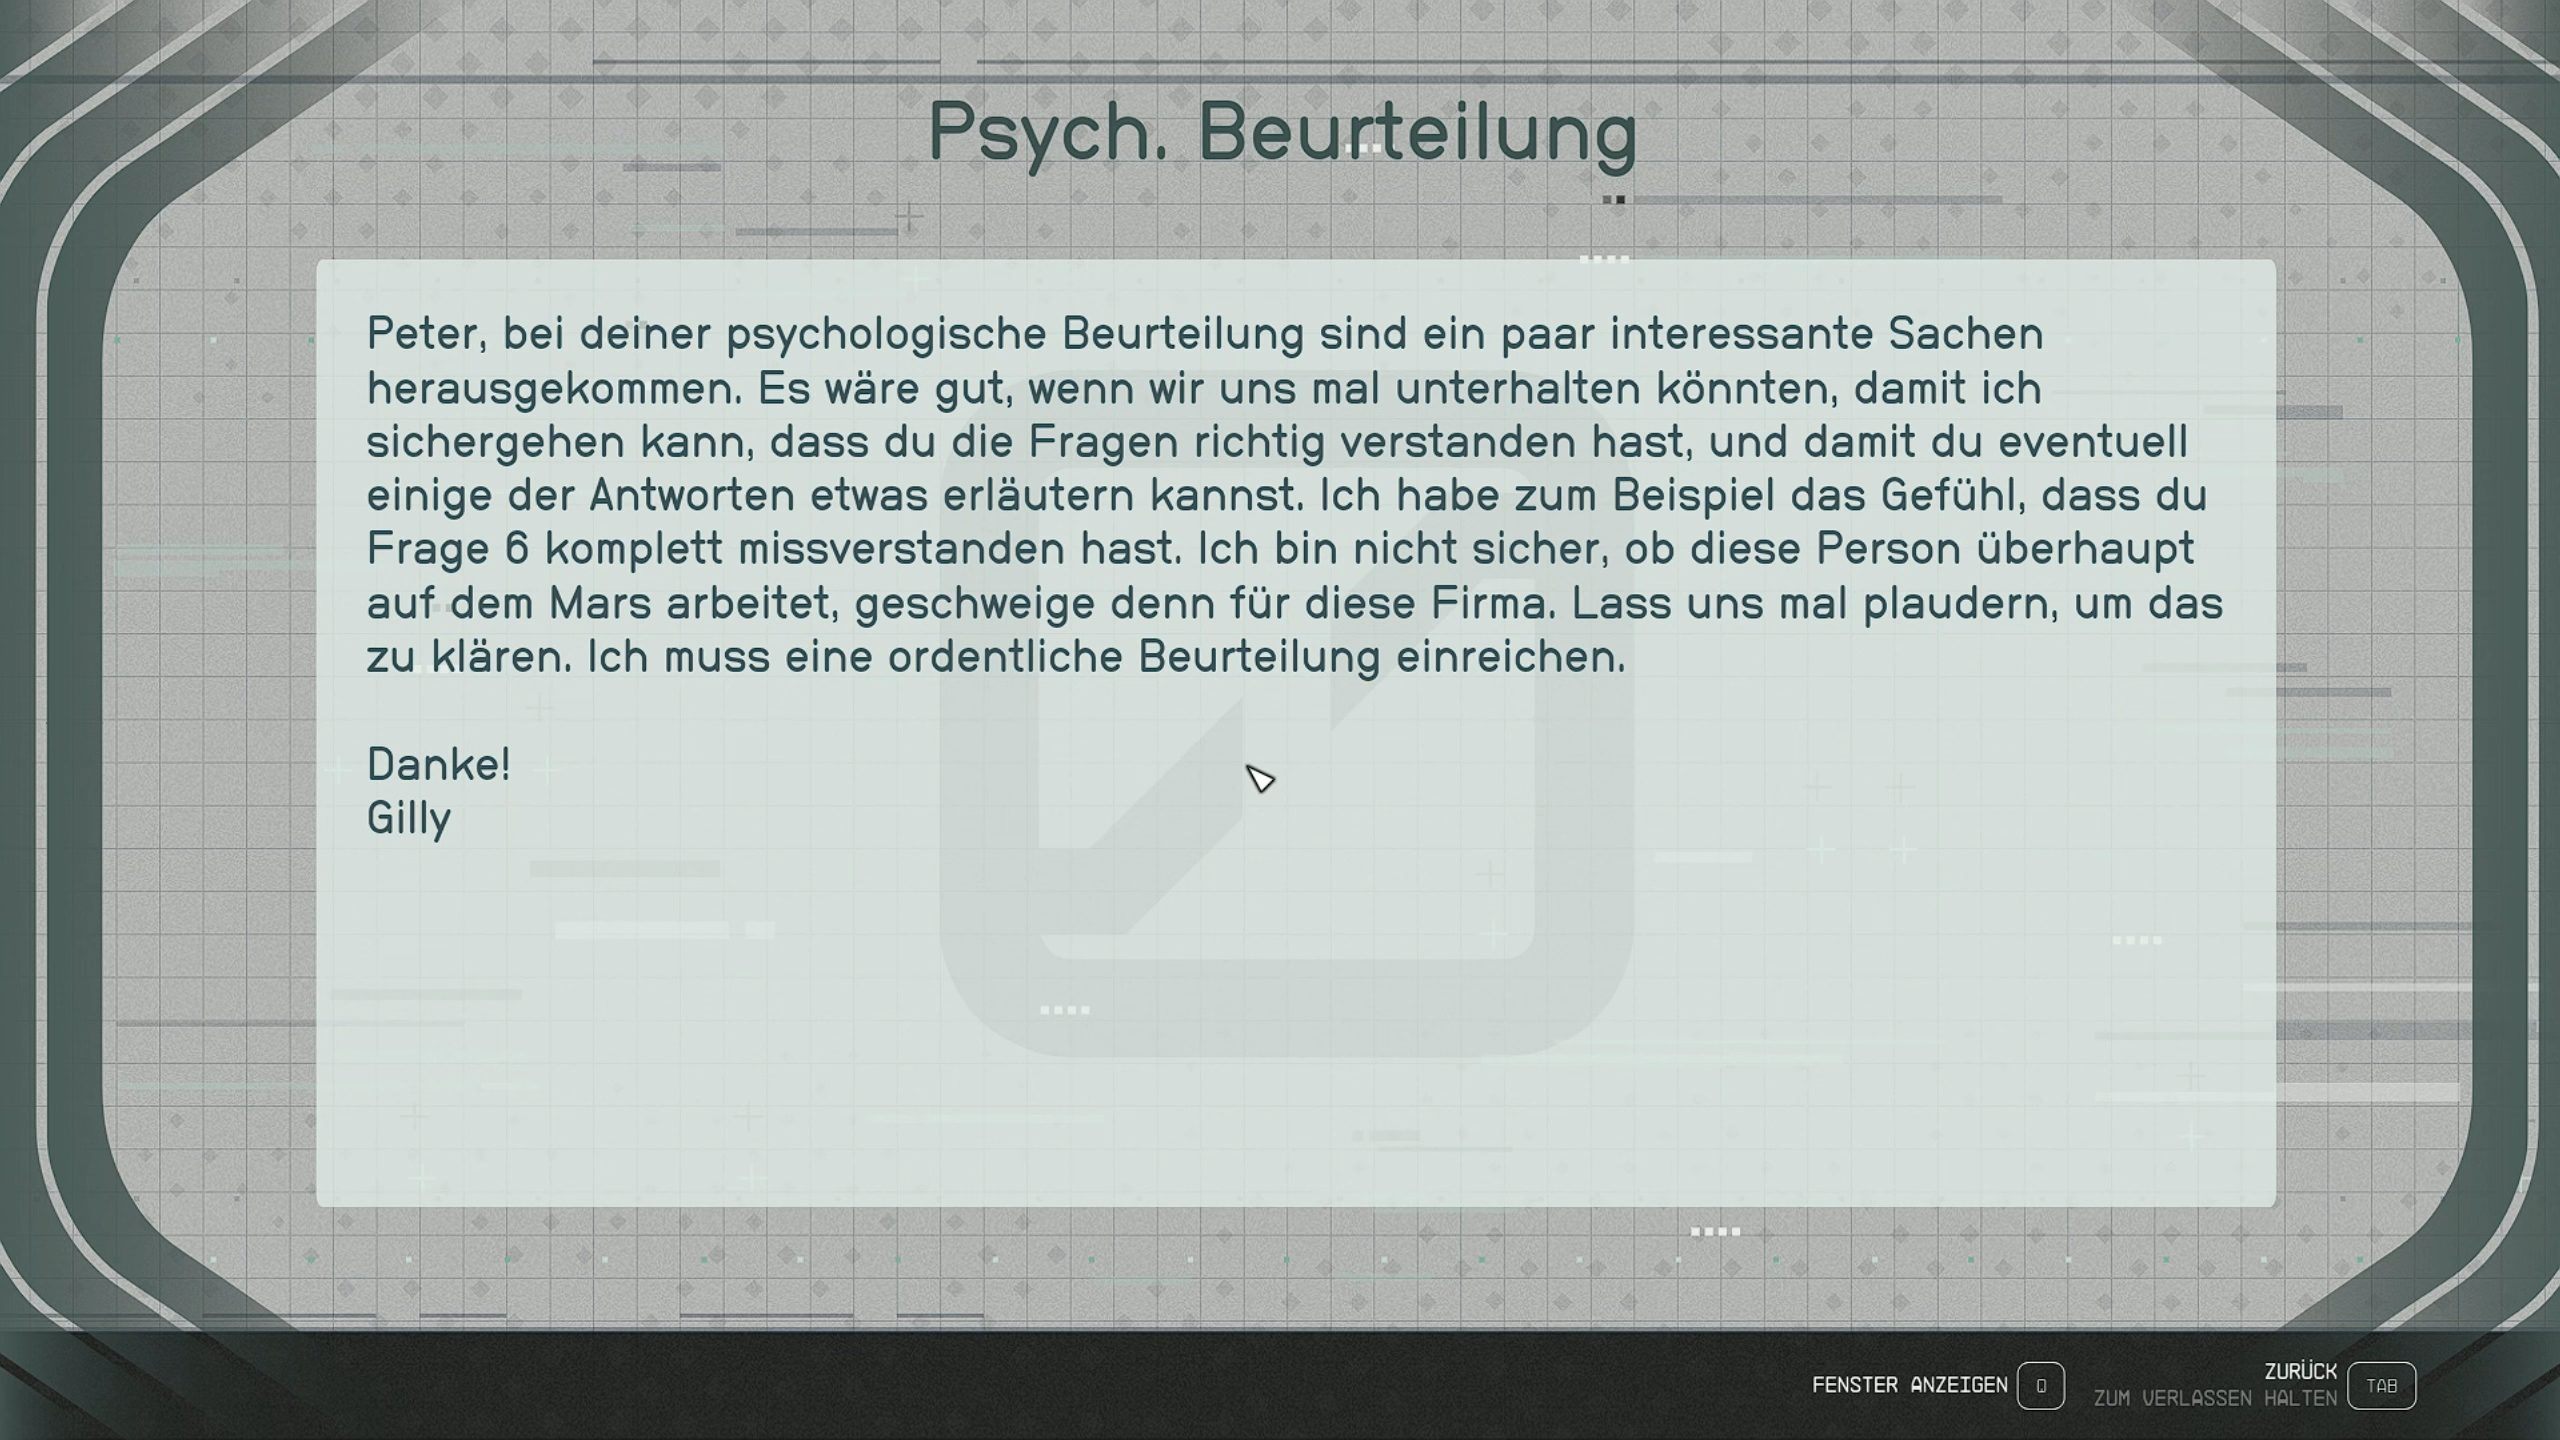 Psych. Beurteilung
Peter, bei deiner psychologische Beurteilung sind ein paar interessante Sachen
herausgekommen. Es wäre gut, wenn wir uns mal unterhalten könnten, damit ich
sichergehen kann, dass du die Fragen richtig verstanden hast, und damit du eventuell
einige der Antworten etwas erläutern kannst. Ich habe zum Beispiel das Gefühl, dass du
Frage 6 komplett missverstanden hast. Ich bin nicht sicher, ob diese Person überhaupt
auf dem Mars arbeitet, geschweige denn für diese Firma. Lass uns mal plaudern, um das
zu klären. Ich muss eine ordentliche Beurteilung einreichen.
Danke!
Gilly
FENSTER ANZEIGEN Q
ZURÜCK TAB
ZUM VERLASSEN HALTEN